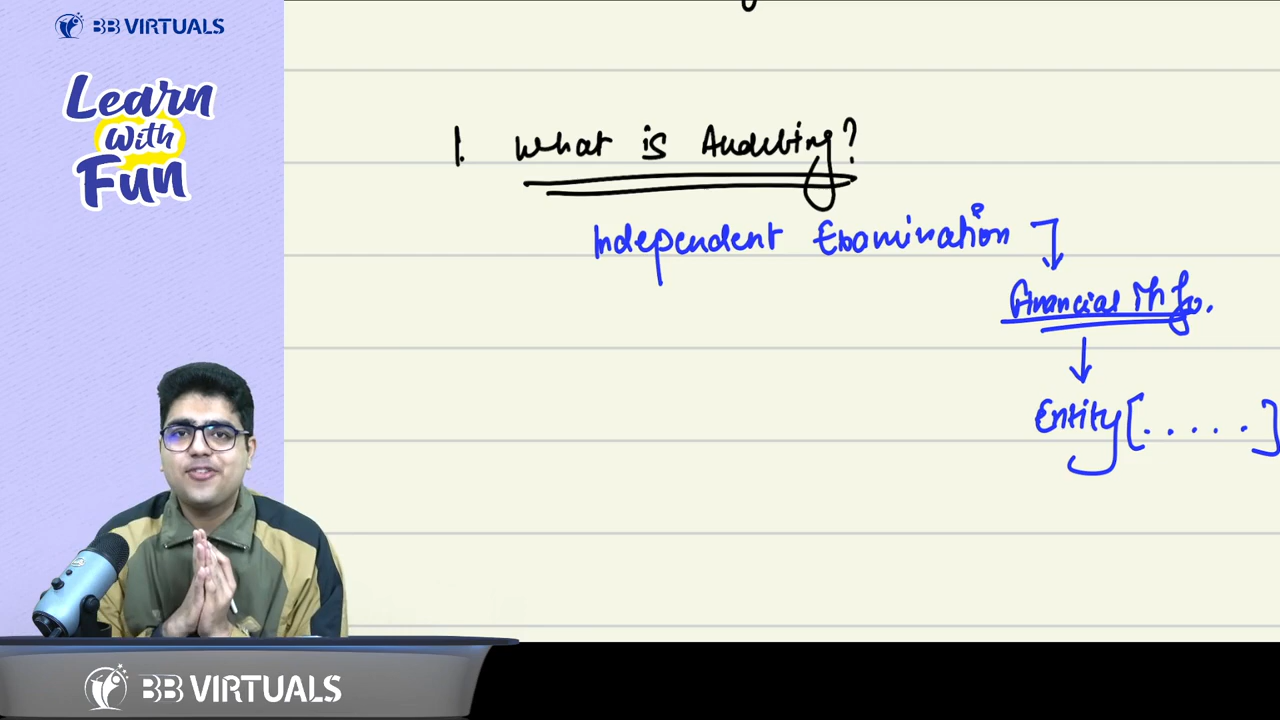 BB VIRTUALS
Learn
With
Fun
1. What is Auditing?
Independent Examination
Financial Info.
Entity [.....]
BB VIRTUALS